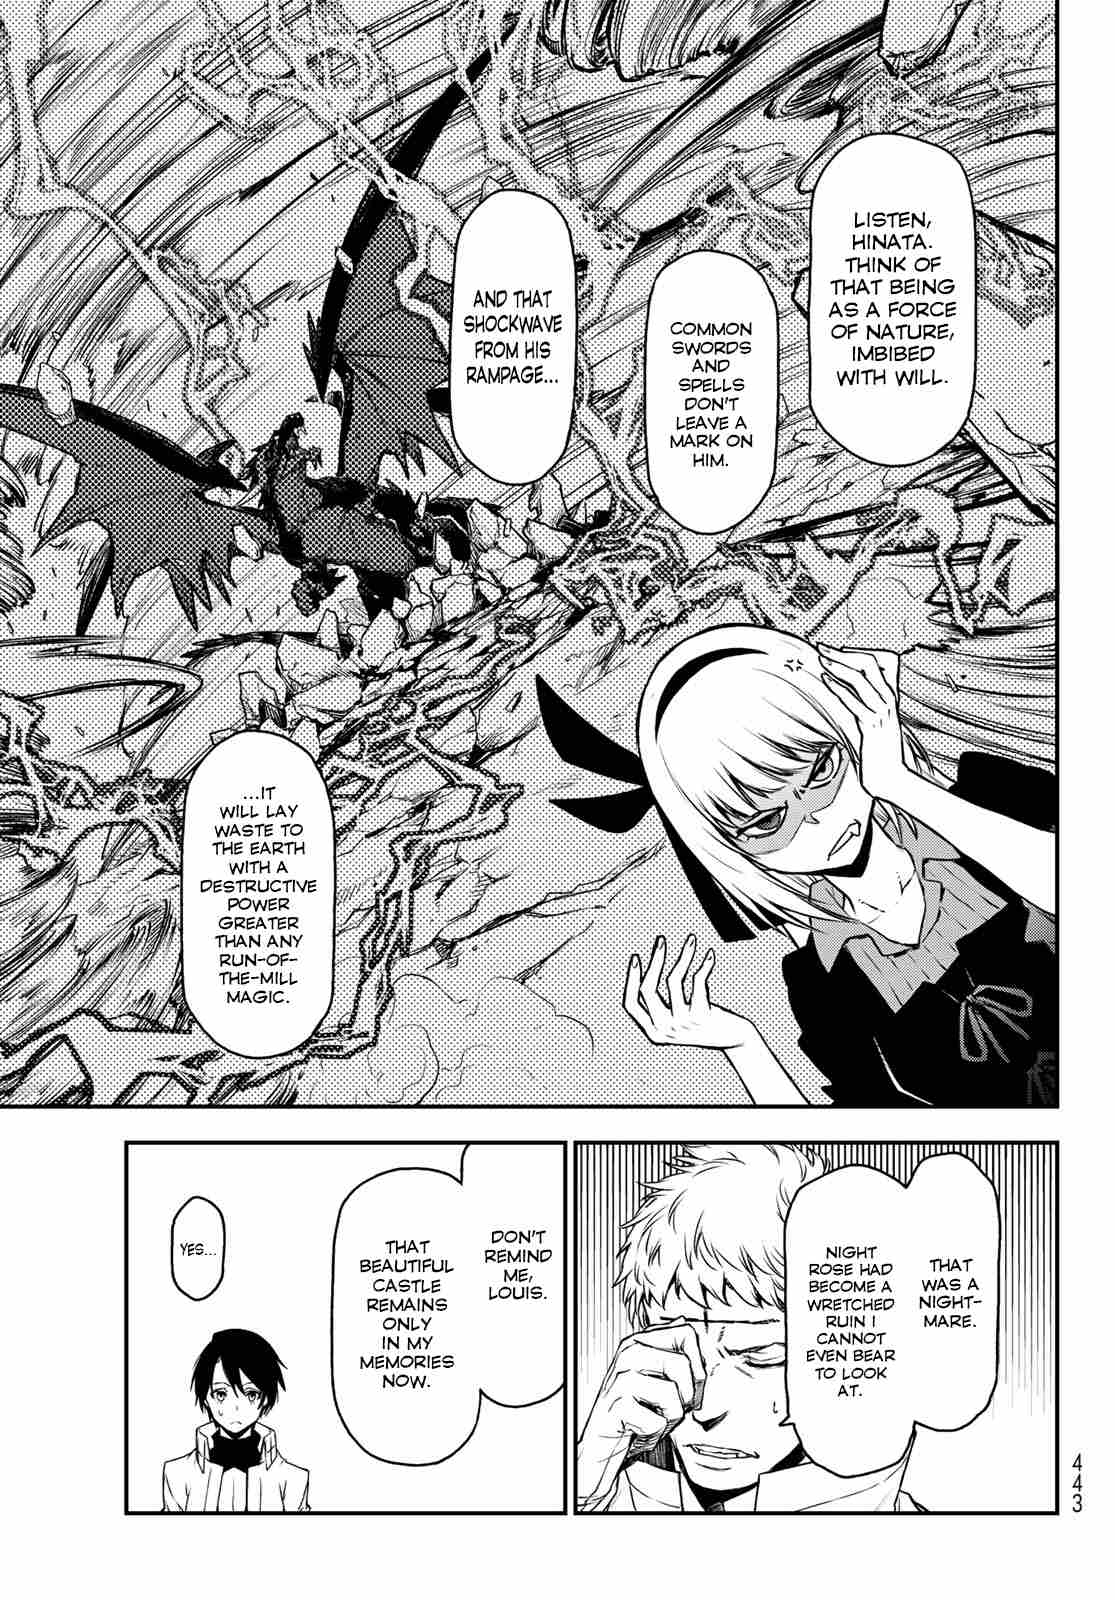 LISTEN,
HINATA.
THINK OF
THAT BEING
AS A FORCE
OF NATURE,
IMBIBED
WITH WILL.
COMMON
SWORDS
AND
SPELLS
DON'T
LEAVE A
MARK ON
HIM.
AND THAT
SHOCKWAVE
FROM HIS
RAMPAGE...
...IT
WILL LAY
WASTE TO
THE EARTH
WITH A
DESTRUCTIVE
POWER
GREATER
THAN ANY
RUN-OF-
THE-MILL
MAGIC.
THAT
WAS A
NIGHT-
MARE.
NIGHT
ROSE HAD
BECOME A
WRETCHED
RUIN I
CANNOT
EVEN BEAR
TO LOOK
AT.
DON'T
REMIND
ME,
LOUIS.
THAT
BEAUTIFUL
CASTLE
REMAINS
ONLY
IN MY
MEMORIES
NOW.
YES...
443